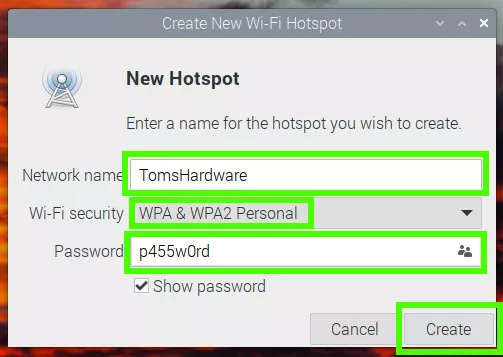 Create New Wi-Fi Hotspot
New Hotspot
Enter a name for the hotspot you wish to create.
Network name TomsHardware
Wi-Fi security WPA & WPA2 Personal
Password p455w0rd
Show password
Cancel Create